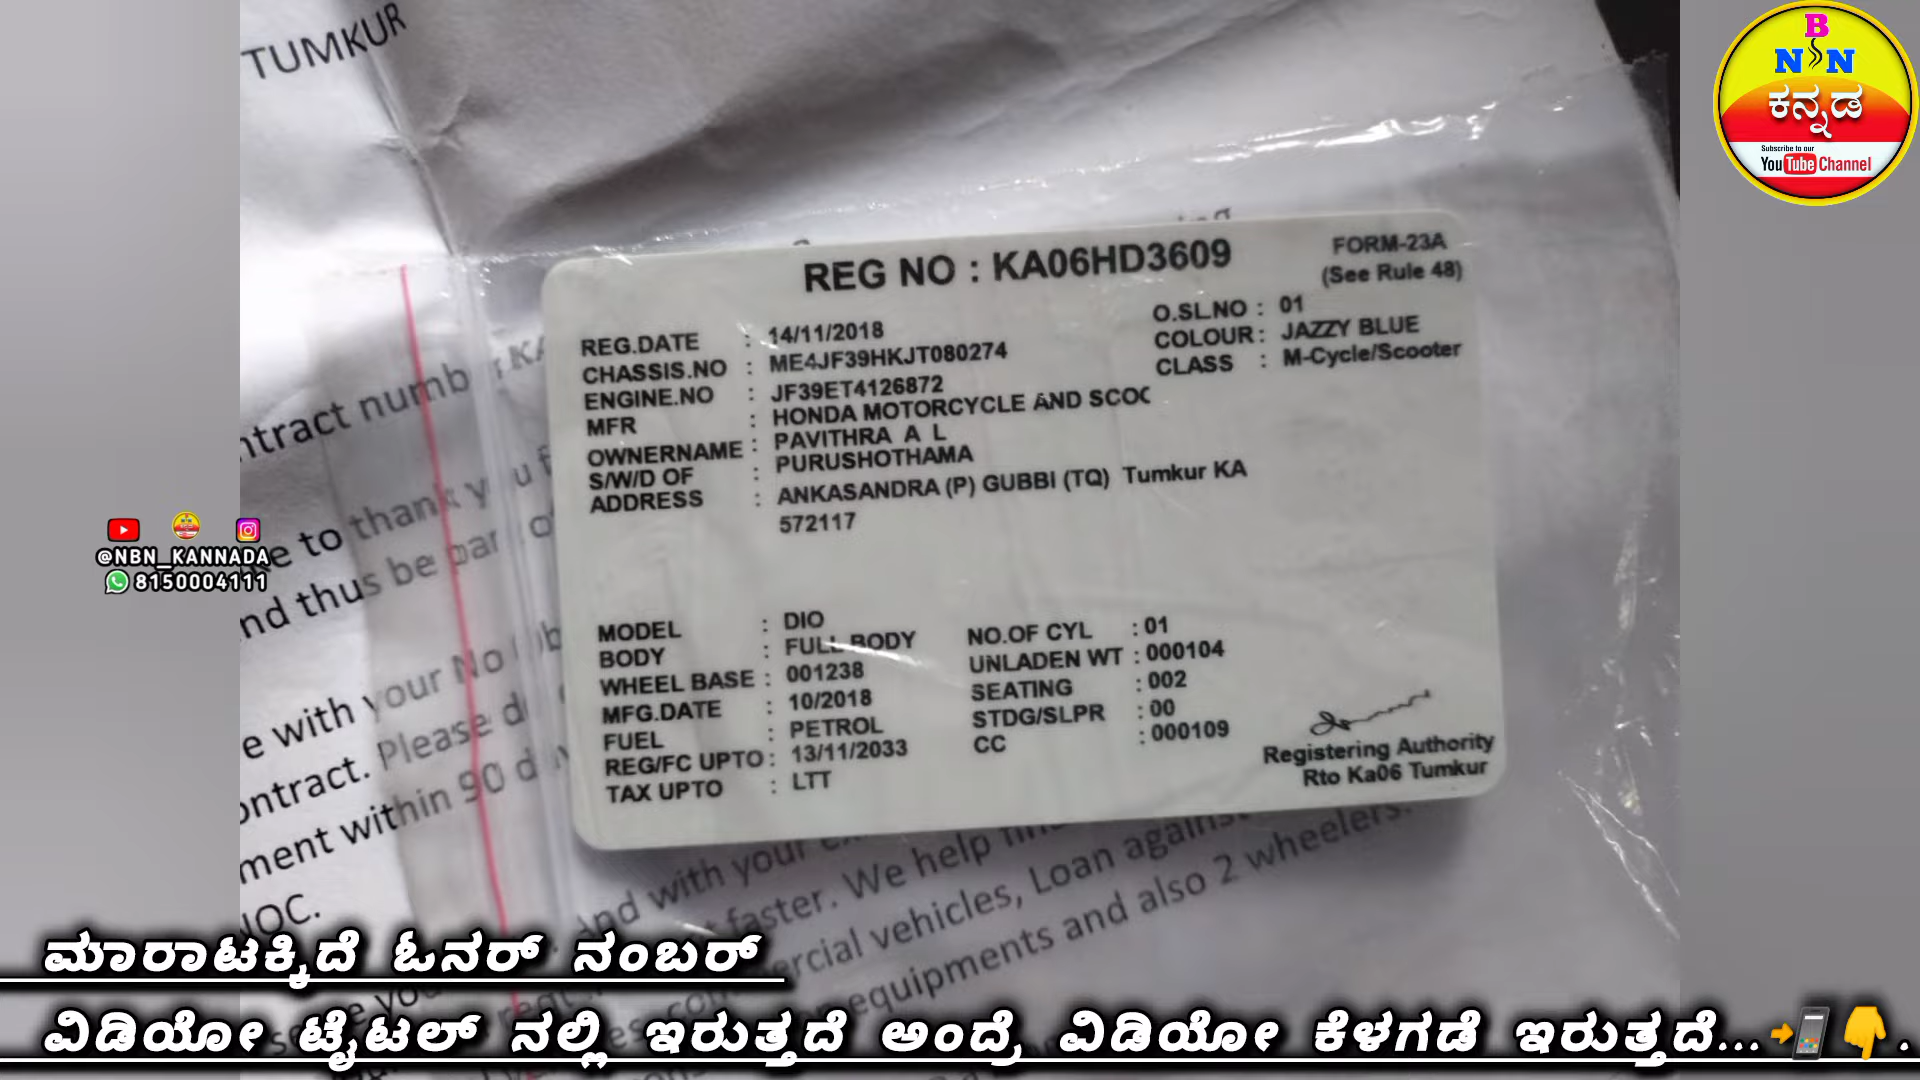 TUMKUR
B
N N
ಕನ್ನಡ
Subscribe to our
YouTube Channel
REG NO : KA06HD3609
FORM-23A
(See Rule 48)
REG.DATE : 14/11/2018
O.SL.NO : 01
CHASSIS.NO : ME4JF39HKJT080274
COLOUR : JAZZY BLUE
ENGINE.NO : JF39ET4126872
CLASS : M-Cycle/Scooter
MFR : HONDA MOTORCYCLE AND SCOO
OWNERNAME : PAVITHRA A L
S/W/D OF : PURUSHOTHAMA
ADDRESS : ANKASANDRA (P) GUBBI (TQ) Tumkur KA
572117
MODEL : DIO
BODY : FULL BODY
NO.OF CYL : 01
WHEEL BASE : 001238
UNLADEN WT : 000104
MFG.DATE : 10/2018
SEATING : 002
FUEL : PETROL
STDG/SLPR : 00
REG/FC UPTO : 13/11/2033
CC : 000109
TAX UPTO : LTT
Registering Authority
Rto Ka06 Tumkur
@NBN_KANNADA
8150004111
ntract numb
to thank
nd thus be
e with your No
ontract. Please
ment within 90
NOC.
and with your
faster. We help
rcial vehicles, Loan against
equipments and also 2 wheelers.
ಮಾರಾಟಕ್ಕಿದೆ ಓನರ್ ನಂಬರ್
ವಿಡಿಯೋ ಟೈಟಲ್ ನಲ್ಲಿ ಇರುತ್ತದೆ ಅಂದ್ರೆ ವಿಡಿಯೋ ಕೆಳಗಡೆ ಇರುತ್ತದೆ...